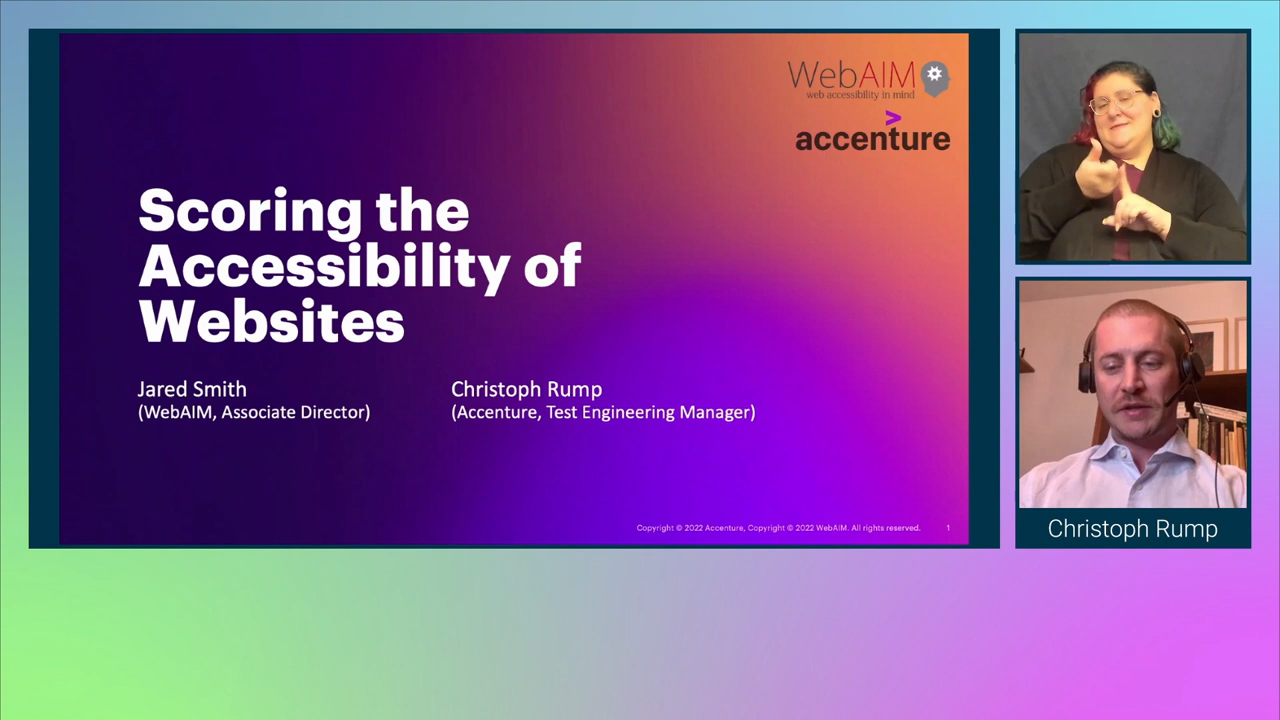 WebAIM
web accessibility in mind
>
accenture
Scoring the
Accessibility of
Websites
Jared Smith
(WebAIM, Associate Director)
Christoph Rump
(Accenture, Test Engineering Manager)
Copyright © 2022 Accenture, Copyright © 2022 WebAIM. All rights reserved.
1
Christoph Rump